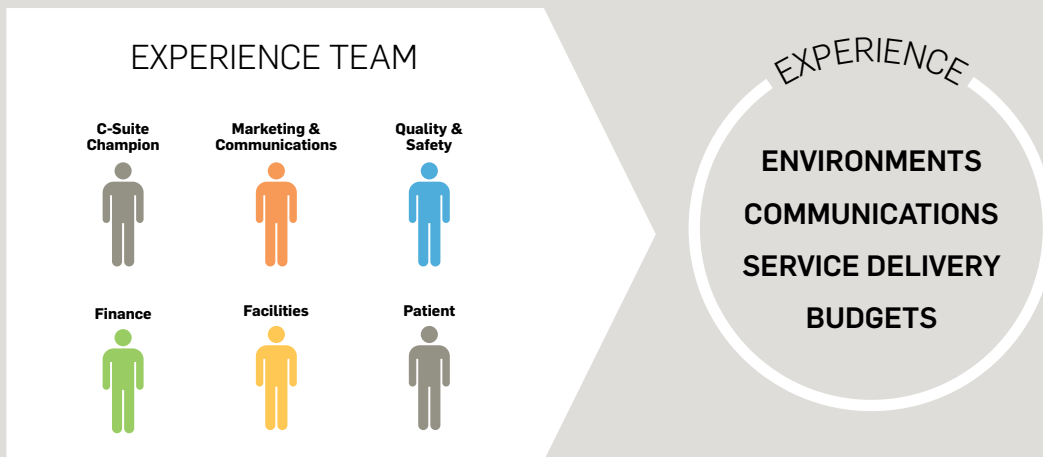 EXPERIENCE TEAM
C-Suite
Champion
Marketing &
Communications
Quality &
Safety
Finance
Facilities
Patient
EXPERIENCE
ENVIRONMENTS
COMMUNICATIONS
SERVICE DELIVERY
BUDGETS